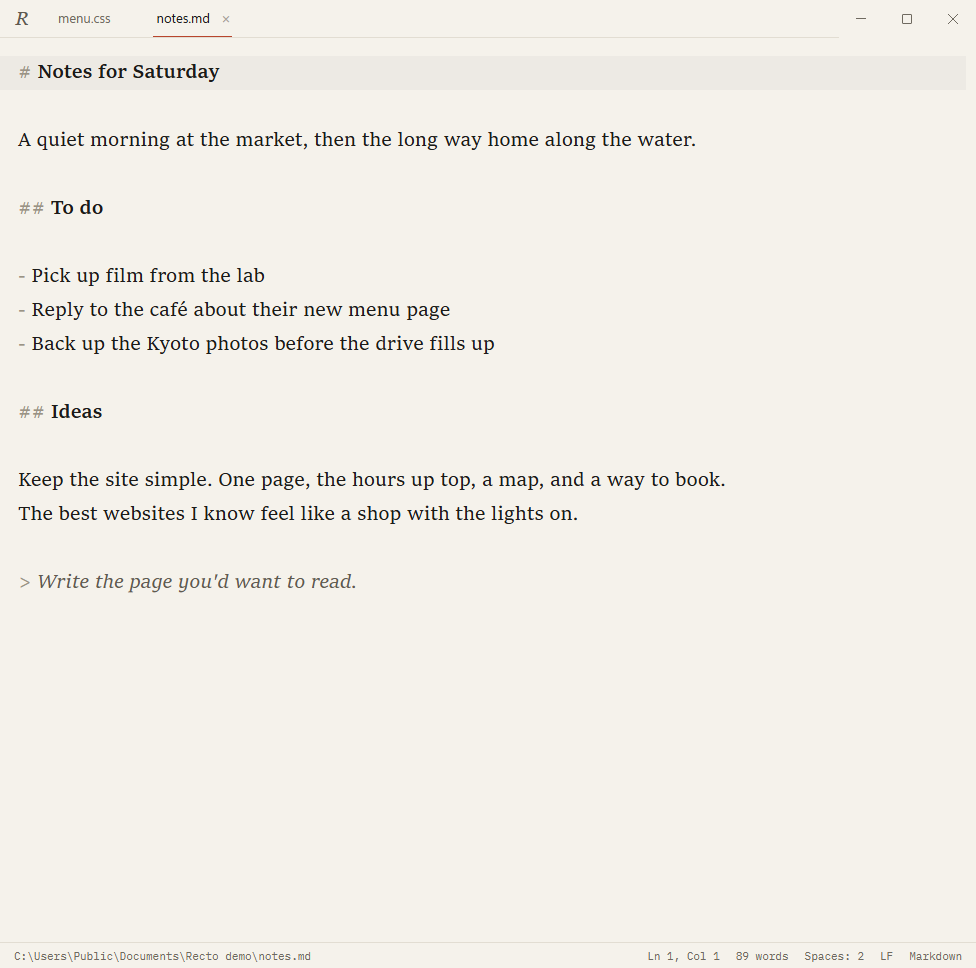 R menu.css notes.md ×
# Notes for Saturday
A quiet morning at the market, then the long way home along the water.
## To do
- Pick up film from the lab
- Reply to the café about their new menu page
- Back up the Kyoto photos before the drive fills up
## Ideas
Keep the site simple. One page, the hours up top, a map, and a way to book.
The best websites I know feel like a shop with the lights on.
> Write the page you'd want to read.
C:\Users\Public\Documents\Recto demo\notes.md Ln 1, Col 1 89 words Spaces: 2 LF Markdown